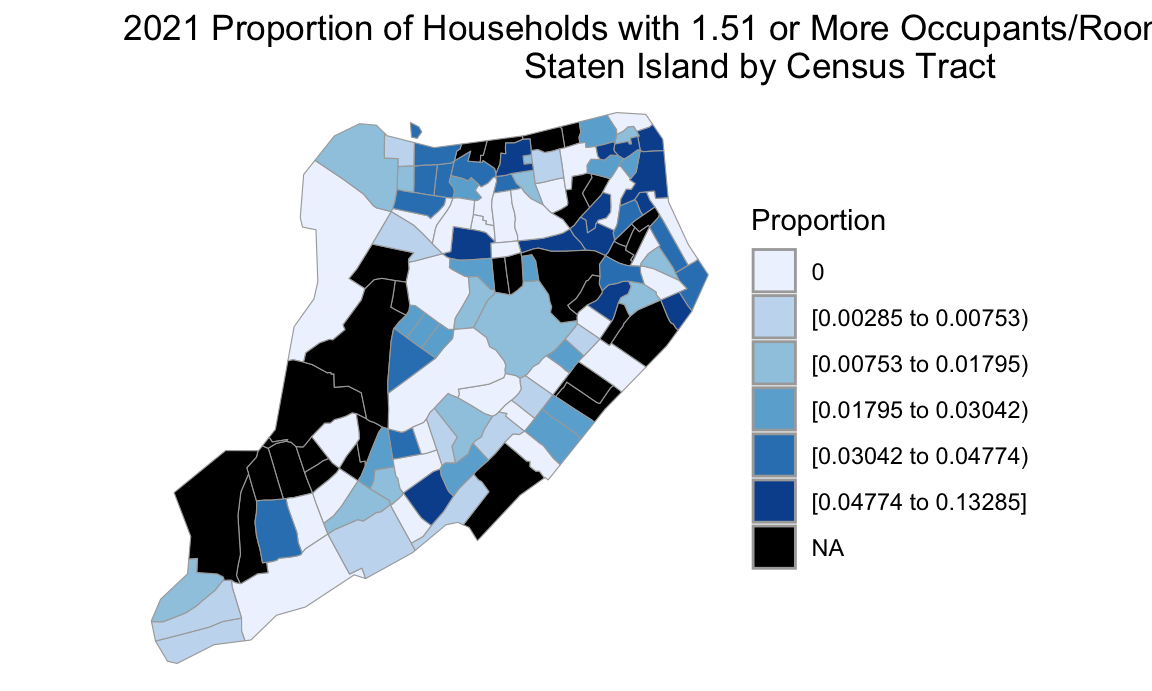 2021 Proportion of Households with 1.51 or More Occupants/Room
Staten Island by Census Tract
Proportion
0
[0.00285 to 0.00753)
[0.00753 to 0.01795)
[0.01795 to 0.03042)
[0.03042 to 0.04774)
[0.04774 to 0.13285]
NA